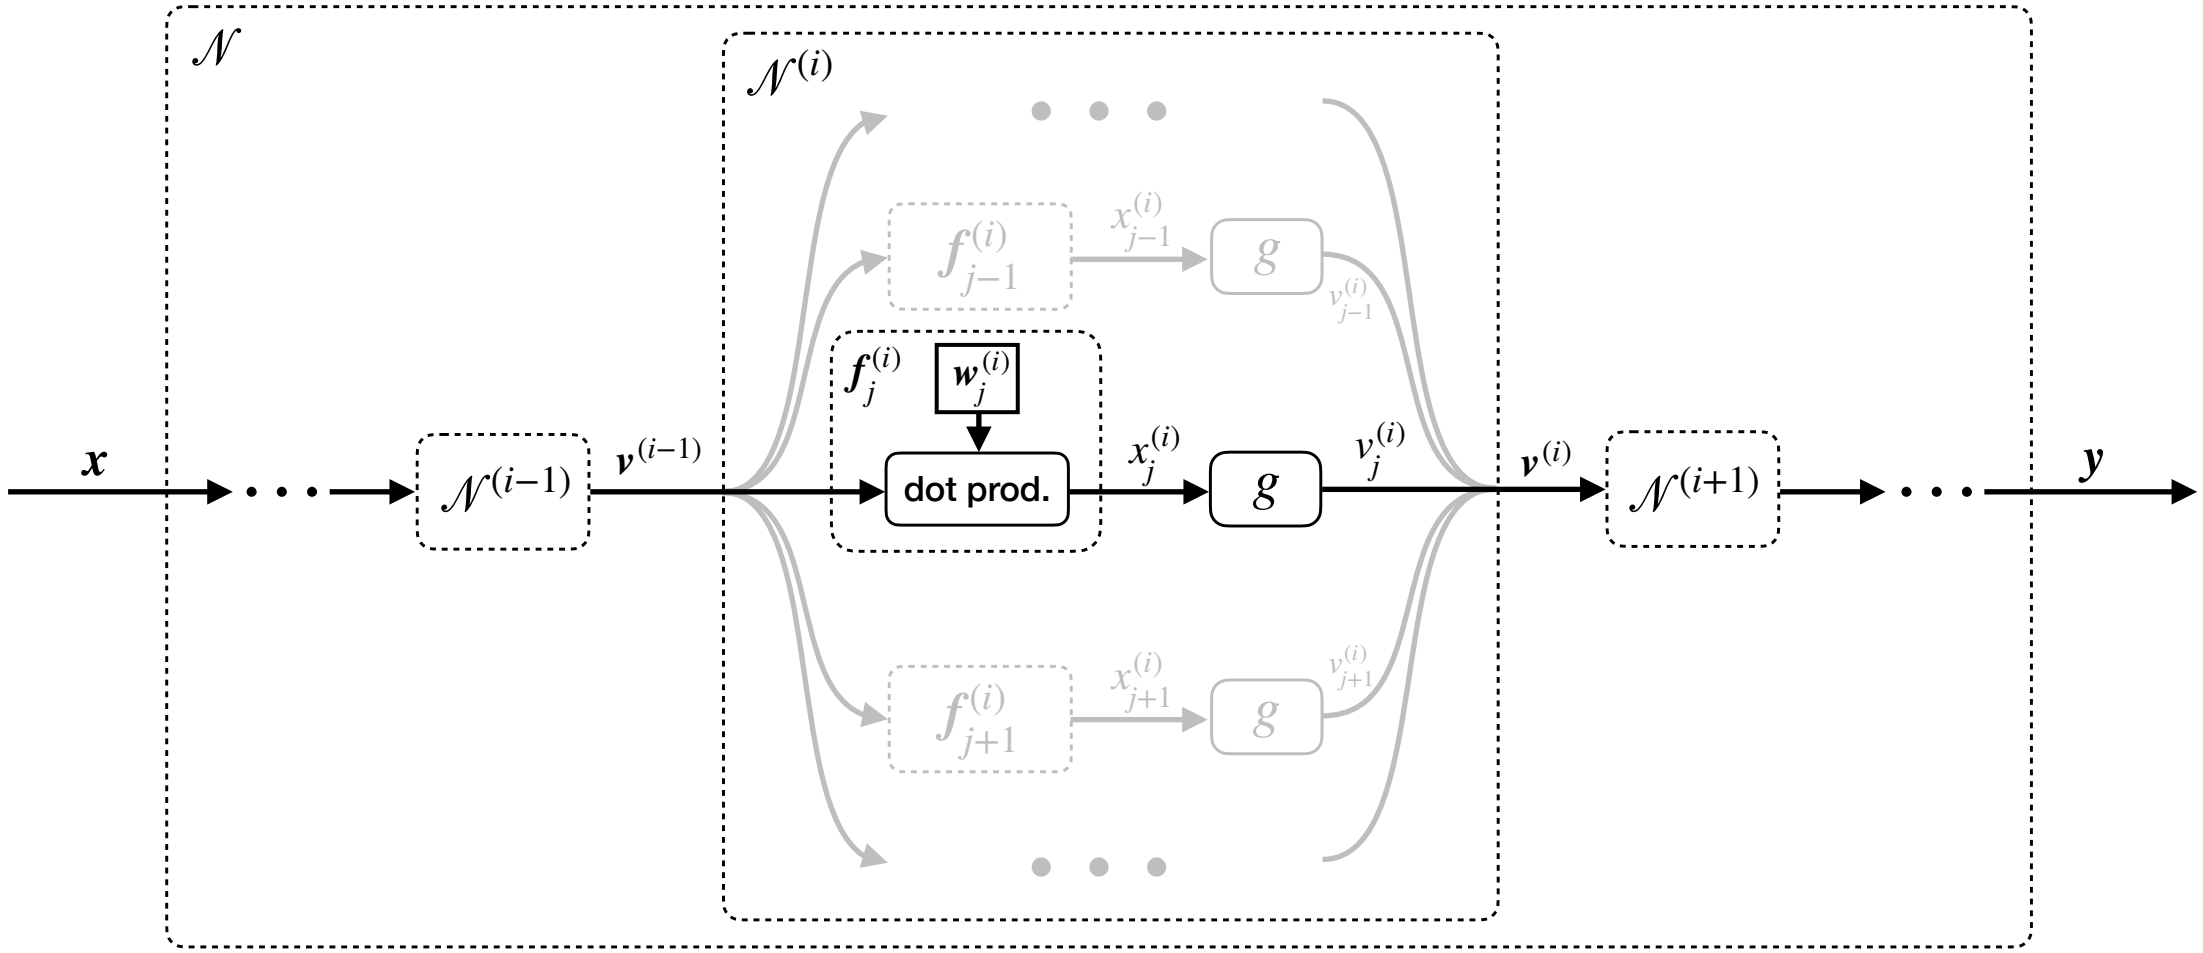 𝒩
𝒩^(i)
x_{j−1}^{(i)}
f_{j−1}^{(i)}
g
v_{j−1}^{(i)}
f_j^{(i)}
w_j^{(i)}
x
𝒩^(i−1)
v^(i−1)
dot prod.
x_j^{(i)}
g
v_j^{(i)}
v^(i)
𝒩^(i+1)
y
x_{j+1}^{(i)}
v_{j+1}^{(i)}
f_{j+1}^{(i)}
g